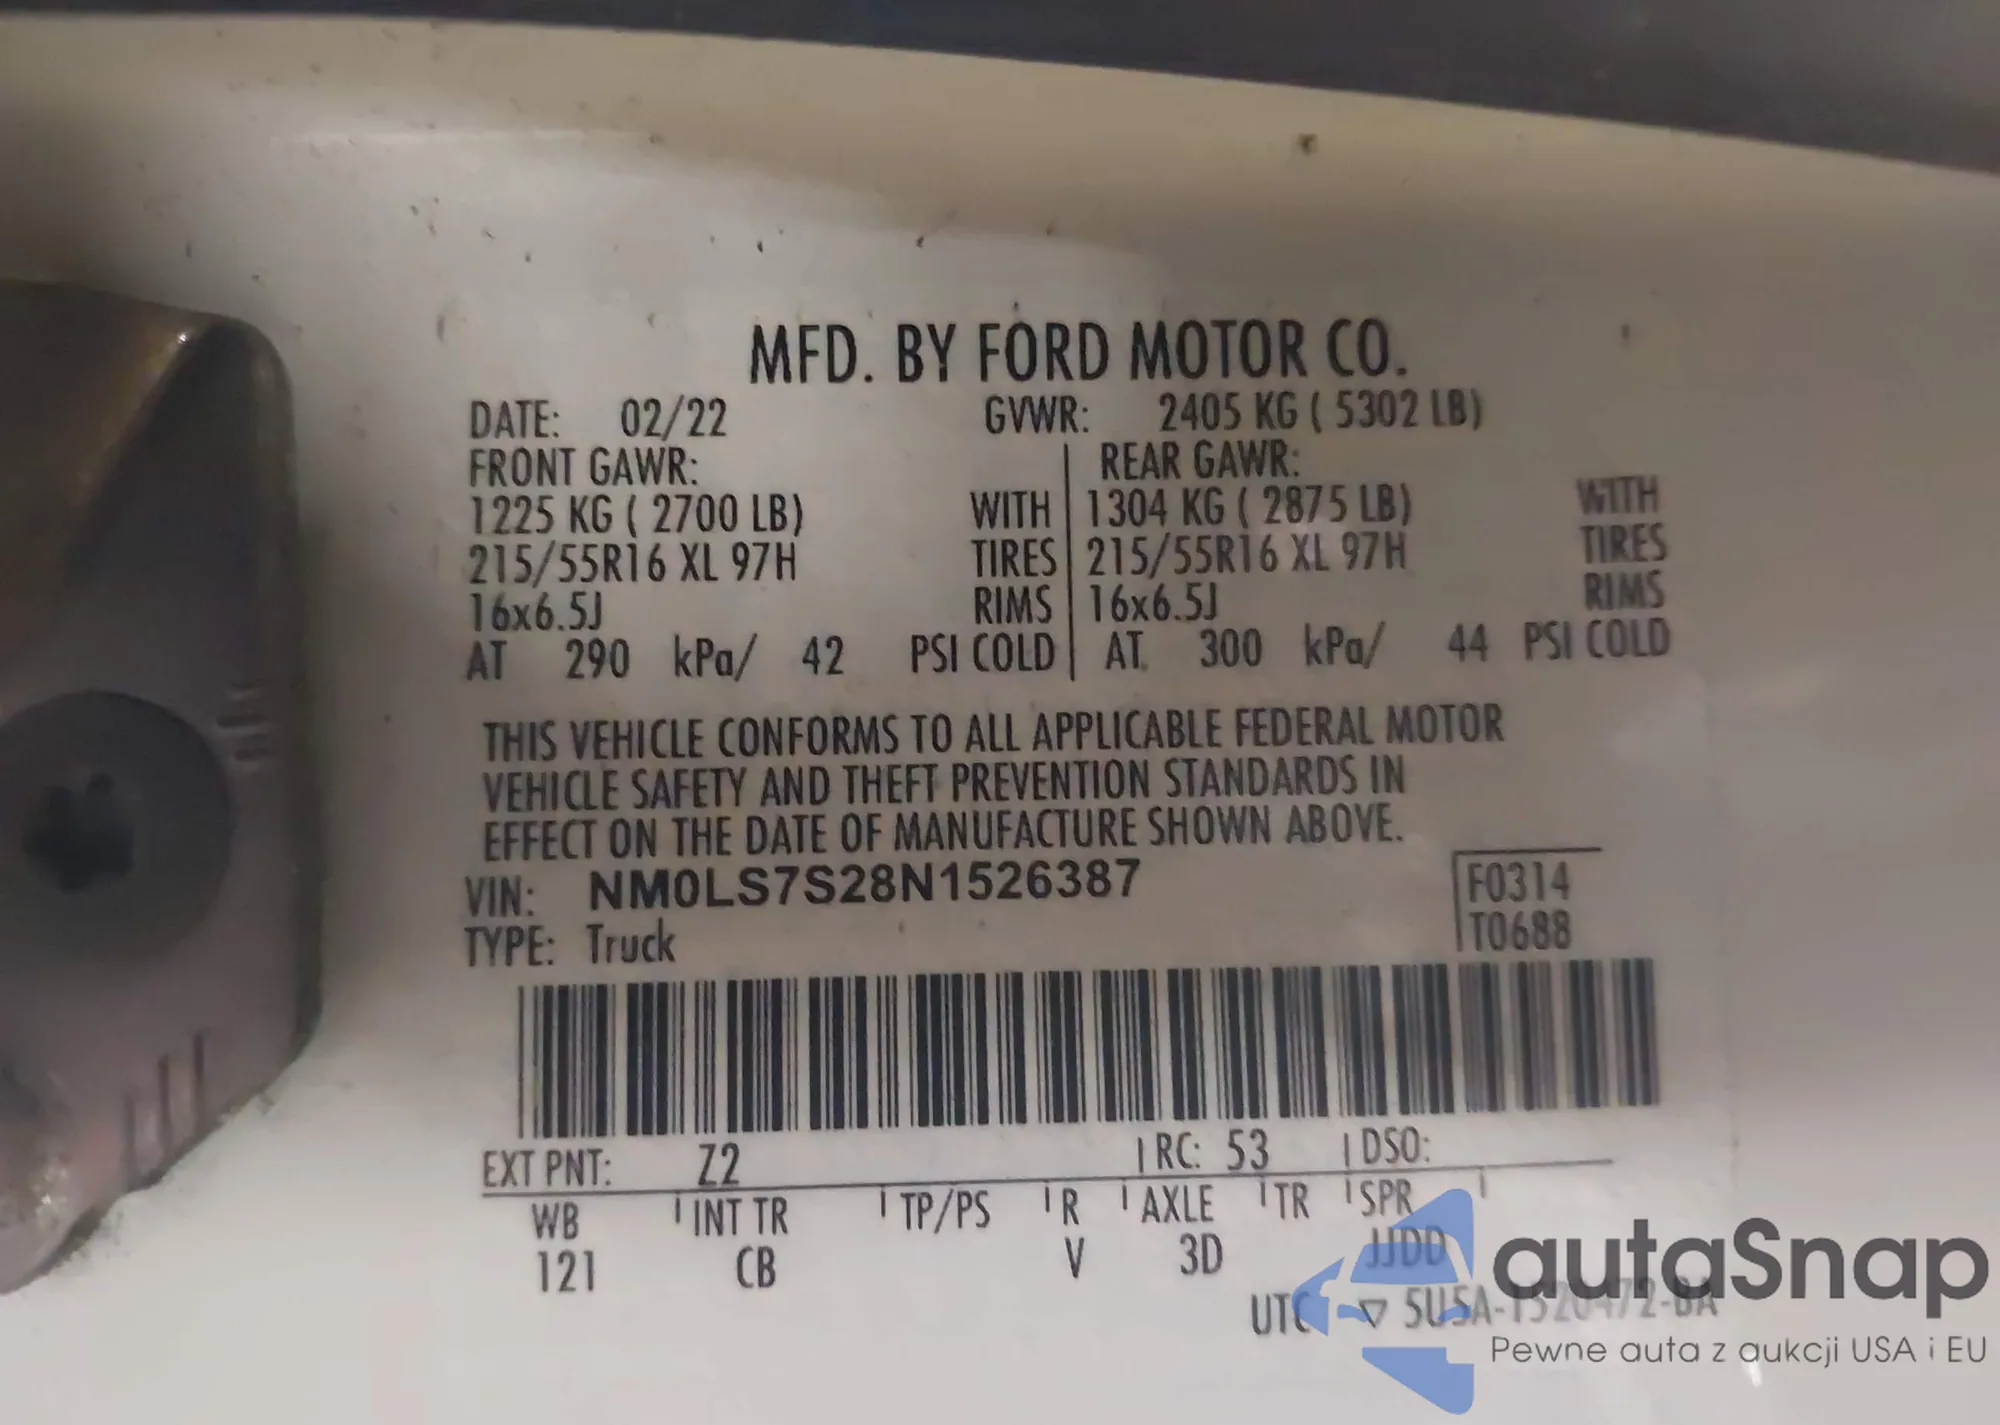 MFD. BY FORD MOTOR CO.
DATE: 02/22 GVWR: 2405 KG ( 5302 LB)
FRONT GAWR: REAR GAWR:
1225 KG ( 2700 LB) WITH 1304 KG ( 2875 LB) WITH
215/55R16 XL 97H TIRES 215/55R16 XL 97H TIRES
16x6.5J RIMS 16x6.5J RIMS
AT 290 kPa/ 42 PSI COLD AT 300 kPa/ 44 PSI COLD
THIS VEHICLE CONFORMS TO ALL APPLICABLE FEDERAL MOTOR
VEHICLE SAFETY AND THEFT PREVENTION STANDARDS IN
EFFECT ON THE DATE OF MANUFACTURE SHOWN ABOVE.
VIN: NM0LS7S28N1526387
F0314
TYPE: Truck
T0688
EXT PNT: Z2 RC: 53 DSO:
WB INT TR TP/PS R AXLE TR SPR
121 CB V 3D JJDD
UTC ▽ 5U5A-1520472-BA
autaSnap
Pewne auta z aukcji USA i EU